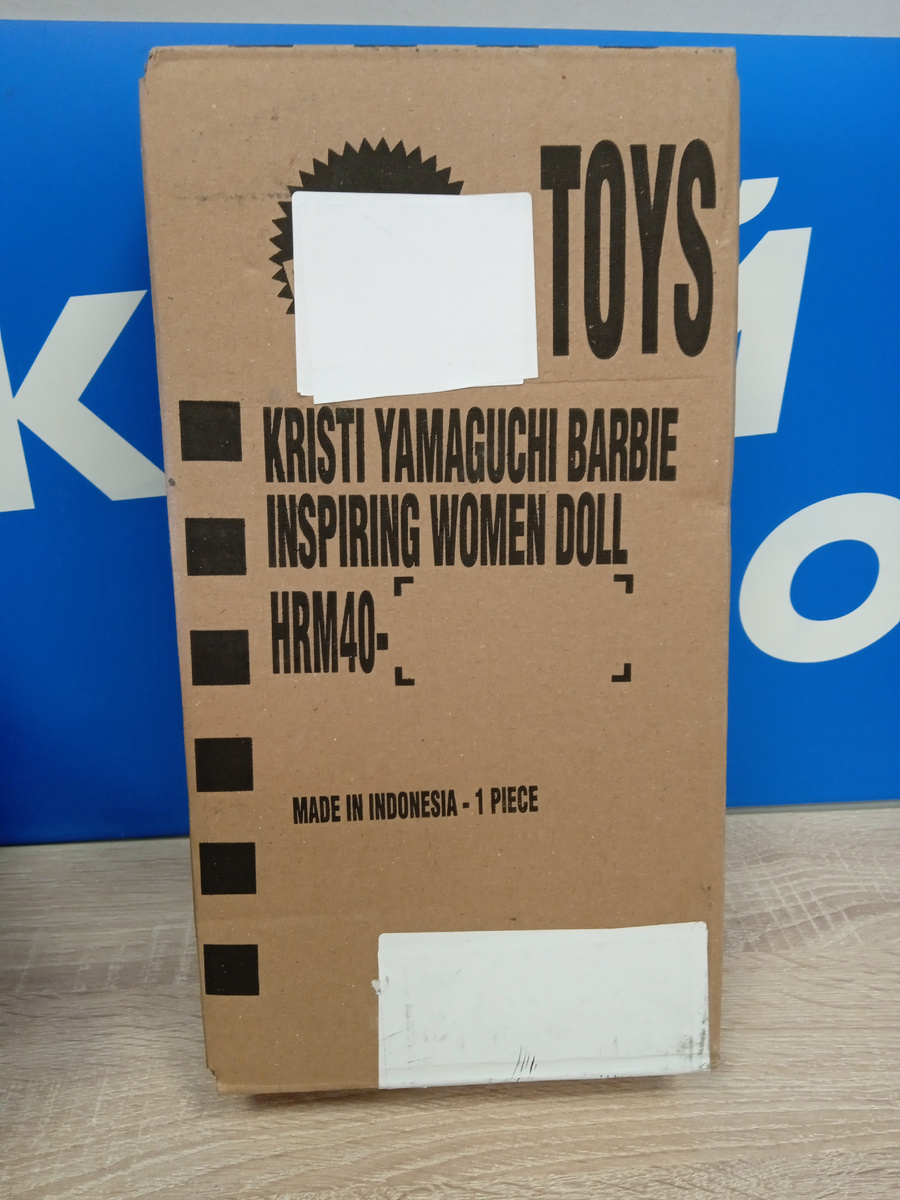 TOYS
KRISTI YAMAGUCHI BARBIE
INSPIRING WOMEN DOLL
HRM40-
MADE IN INDONESIA - 1 PIECE